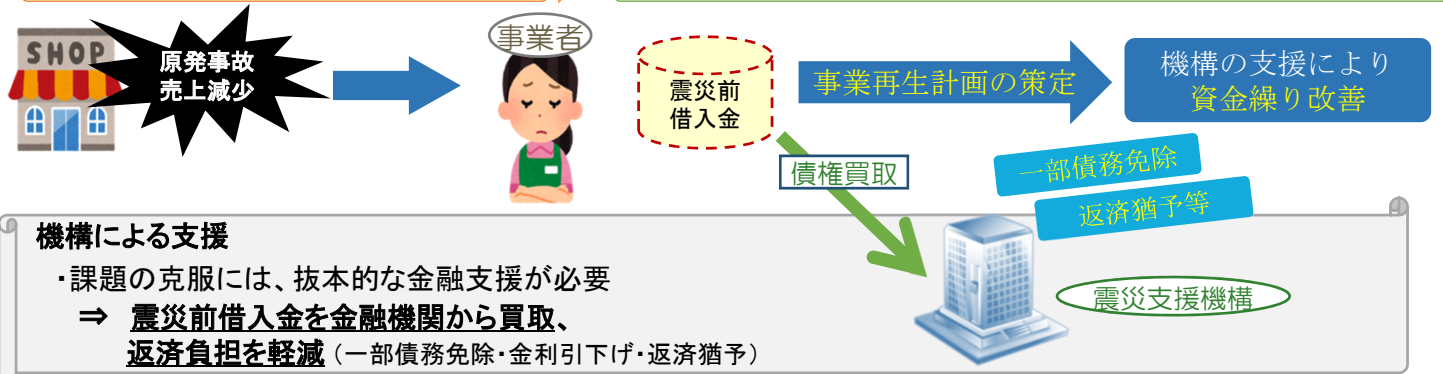 SHOP
原発事故
売上減少
事業者
震災前
借入金
事業再生計画の策定
機構の支援により
資金繰り改善
債権買取
一部債務免除
返済猶予等
機構による支援
・課題の克服には、抜本的な金融支援が必要
⇒ 震災前借入金を金融機関から買取、
返済負担を軽減（一部債務免除・金利引下げ・返済猶予）
震災支援機構